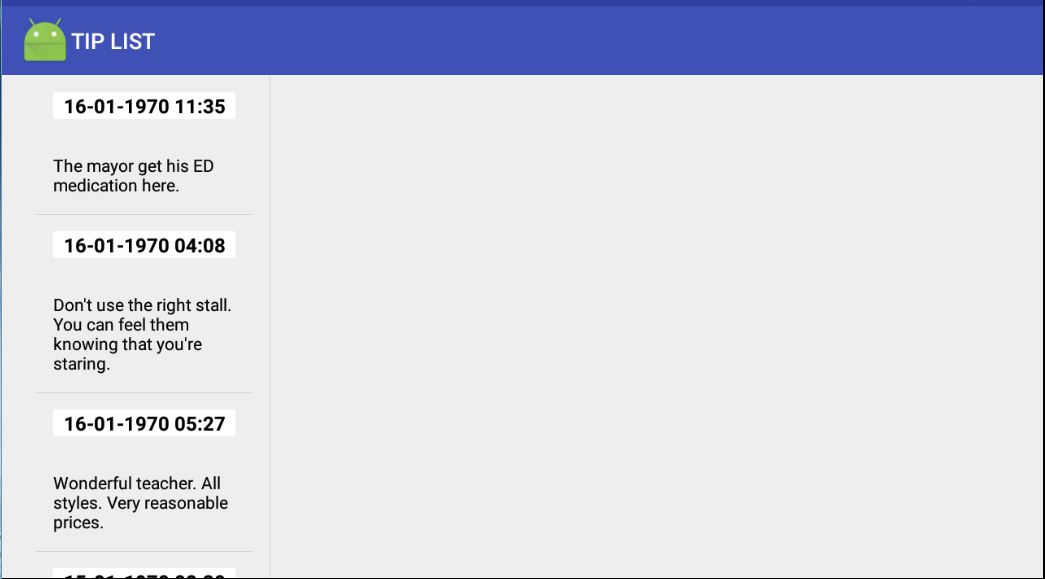 TIP LIST
16-01-1970 11:35
The mayor get his ED
medication here.
16-01-1970 04:08
Don't use the right stall.
You can feel them
knowing that you're
staring.
16-01-1970 05:27
Wonderful teacher. All
styles. Very reasonable
prices.